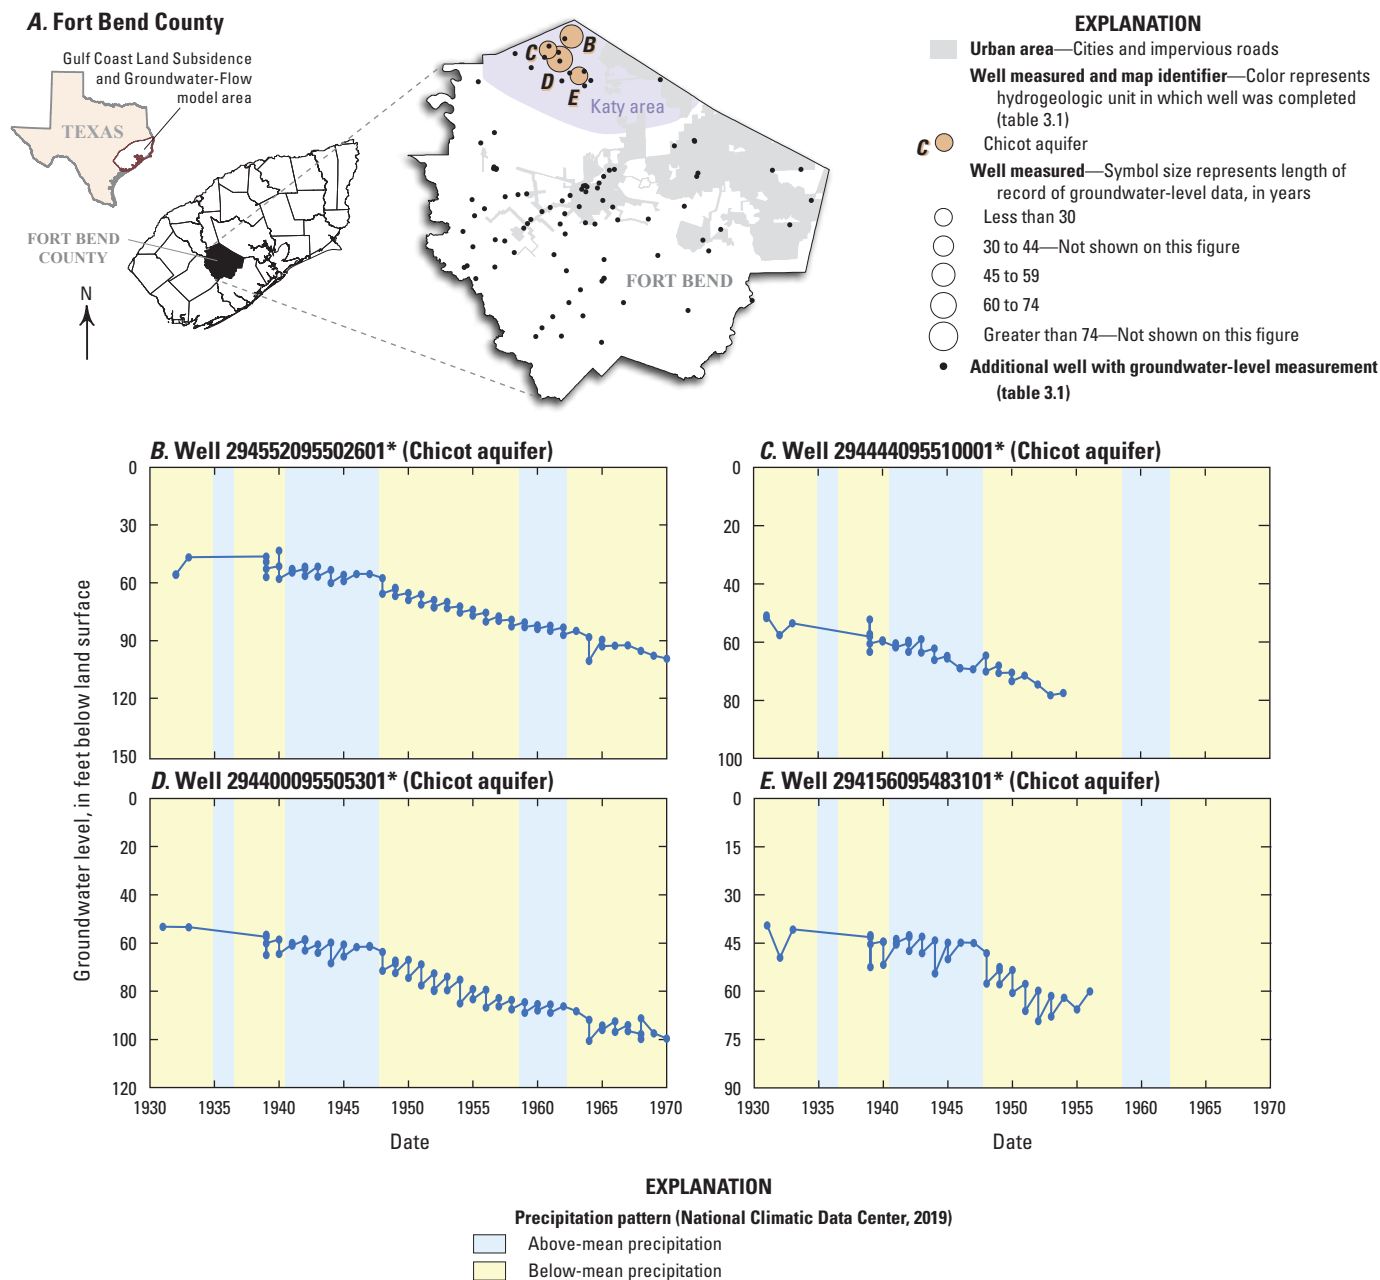 A. Fort Bend County
Gulf Coast Land Subsidence
and Groundwater-Flow
model area
TEXAS
FORT BEND
COUNTY
N
B
C
D
E
Katy area
FORT BEND
EXPLANATION
Urban area—Cities and impervious roads
Well measured and map identifier—Color represents
hydrogeologic unit in which well was completed
(table 3.1)
C Chicot aquifer
Well measured—Symbol size represents length of
record of groundwater-level data, in years
Less than 30
30 to 44—Not shown on this figure
45 to 59
60 to 74
Greater than 74—Not shown on this figure
Additional well with groundwater-level measurement
(table 3.1)
Groundwater level, in feet below land surface
B. Well 294552095502601* (Chicot aquifer)
0
30
60
90
120
150
C. Well 294444095510001* (Chicot aquifer)
0
20
40
60
80
100
D. Well 294400095505301* (Chicot aquifer)
0
20
40
60
80
100
120
1930 1935 1940 1945 1950 1955 1960 1965 1970
Date
E. Well 294156095483101* (Chicot aquifer)
0
15
30
45
60
75
90
1930 1935 1940 1945 1950 1955 1960 1965 1970
Date
EXPLANATION
Precipitation pattern (National Climatic Data Center, 2019)
Above-mean precipitation
Below-mean precipitation